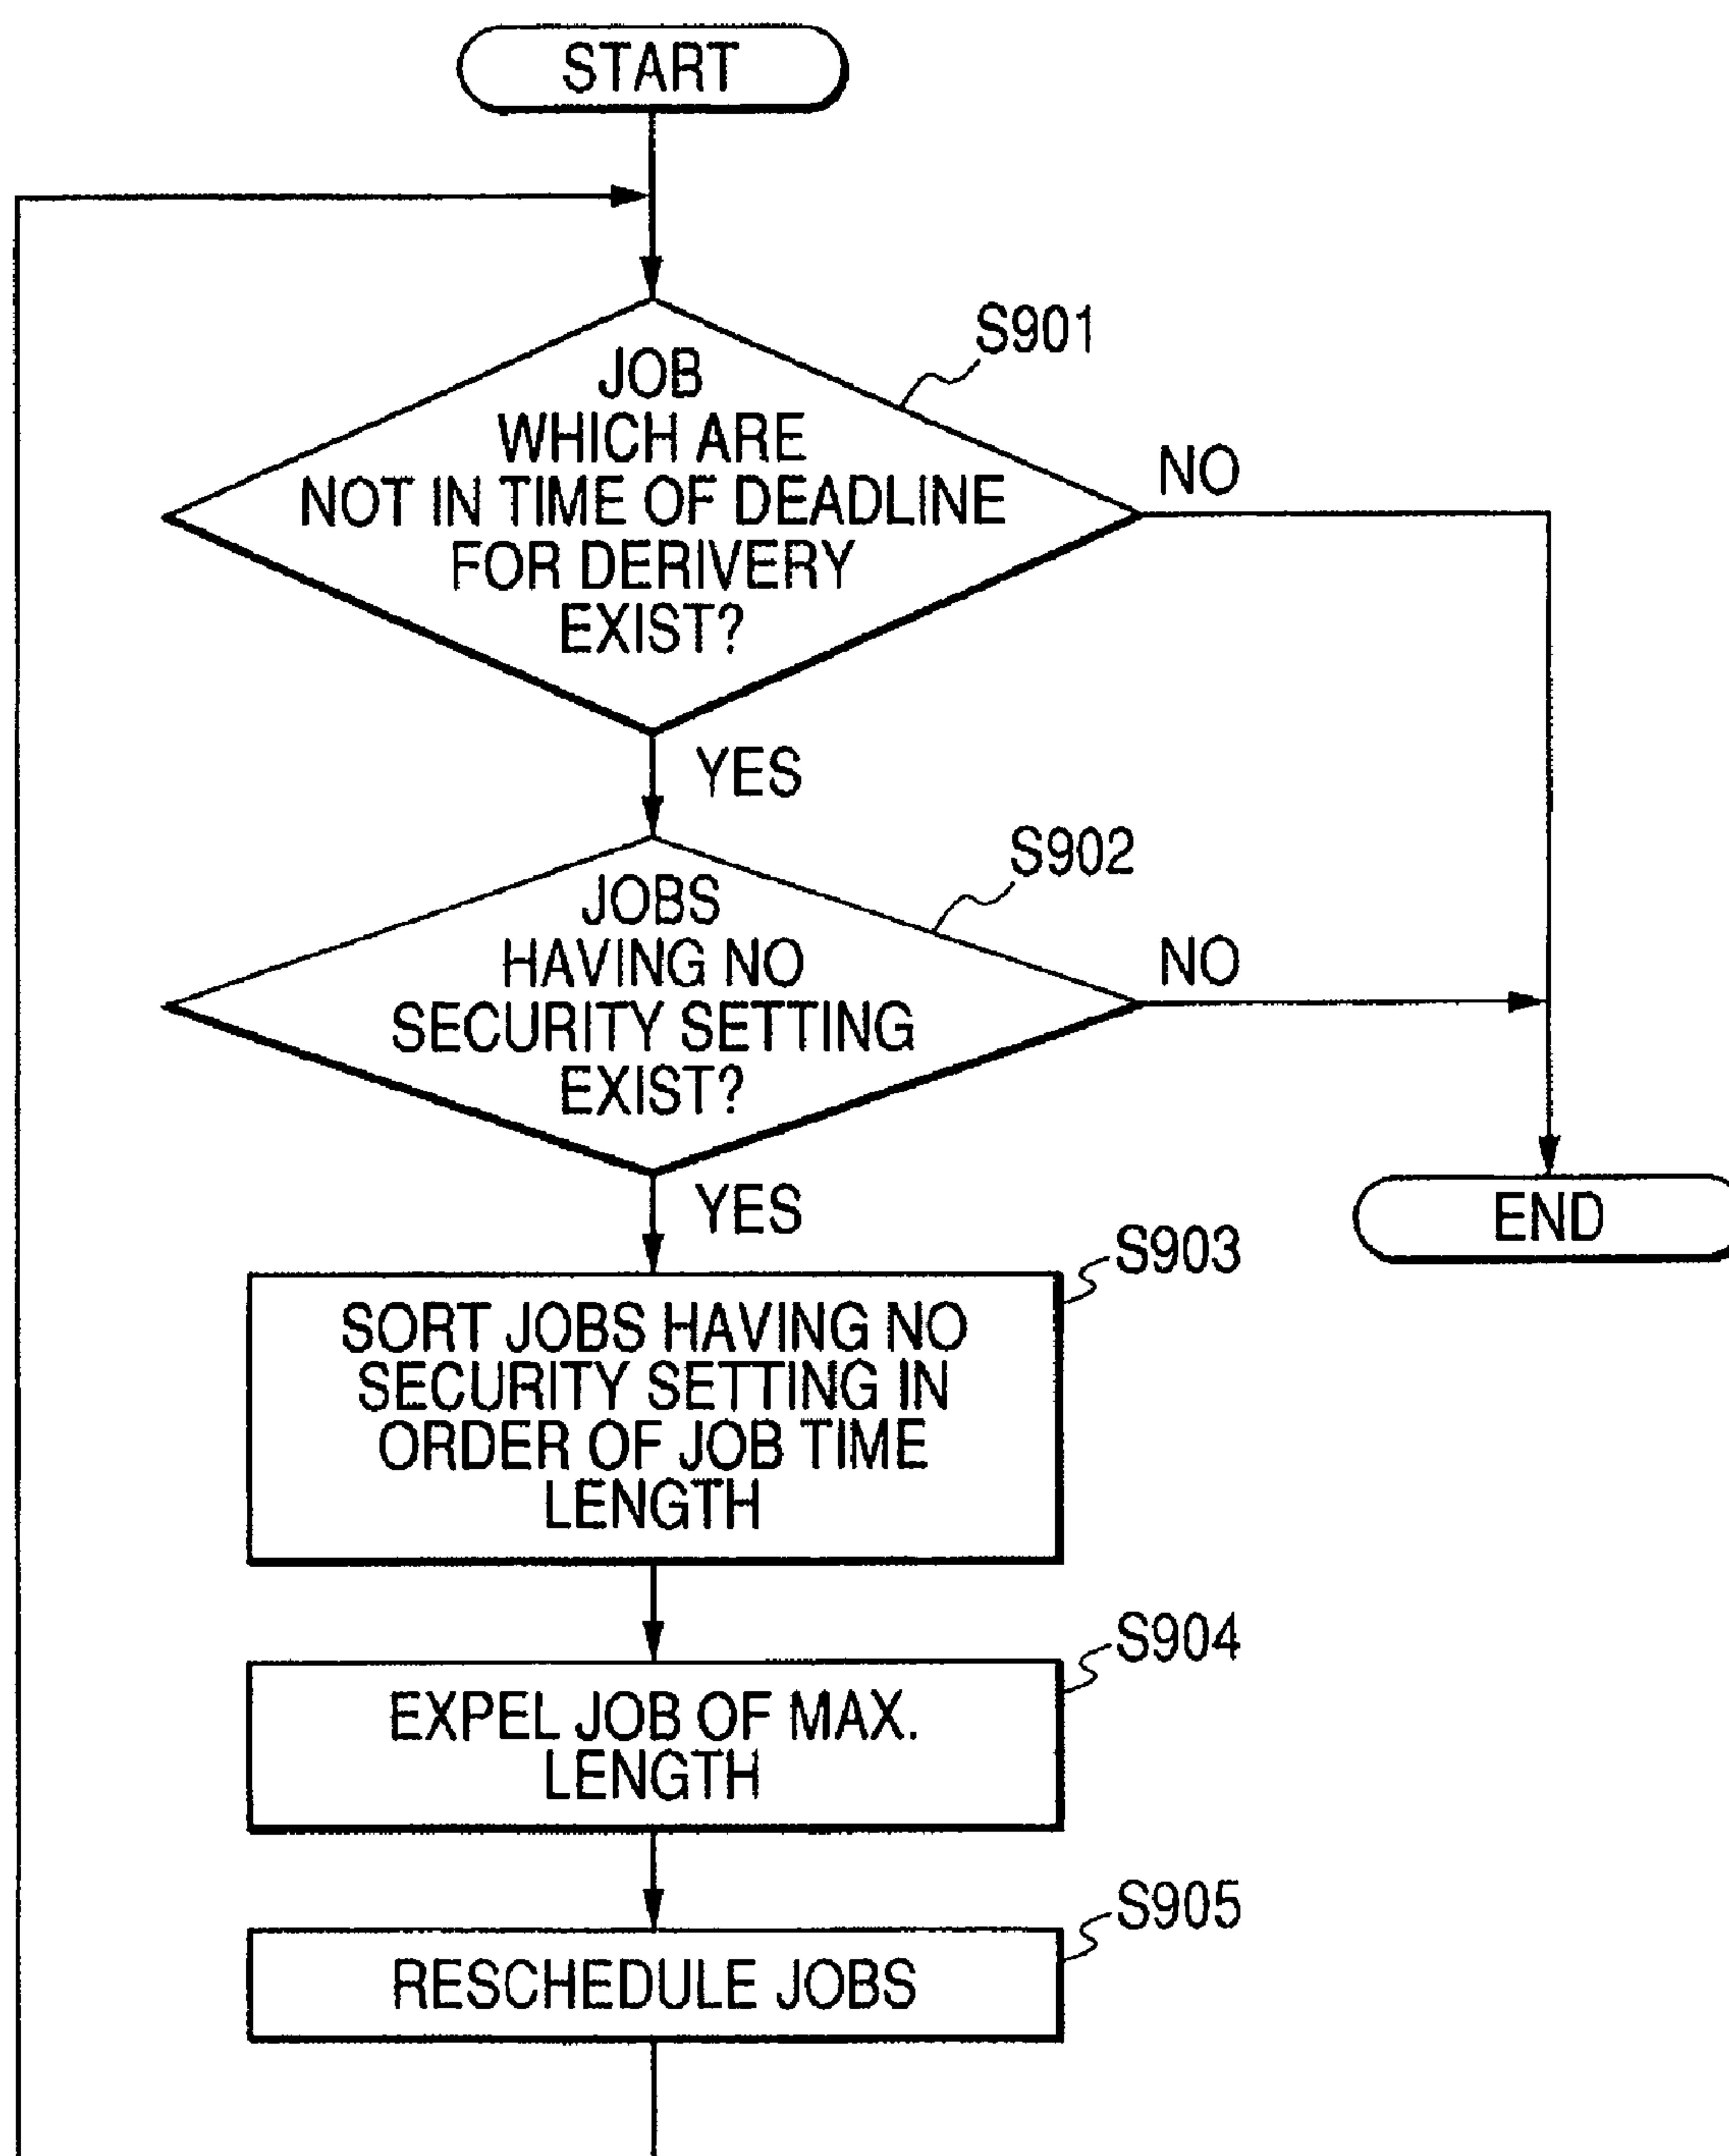 START
S901
JOB
WHICH ARE
NOT IN TIME OF DEADLINE
FOR DERIVERY
EXIST?
NO
YES
S902
JOBS
HAVING NO
SECURITY SETTING
EXIST?
NO
YES
END
S903
SORT JOBS HAVING NO
SECURITY SETTING IN
ORDER OF JOB TIME
LENGTH
S904
EXPEL JOB OF MAX.
LENGTH
S905
RESCHEDULE JOBS